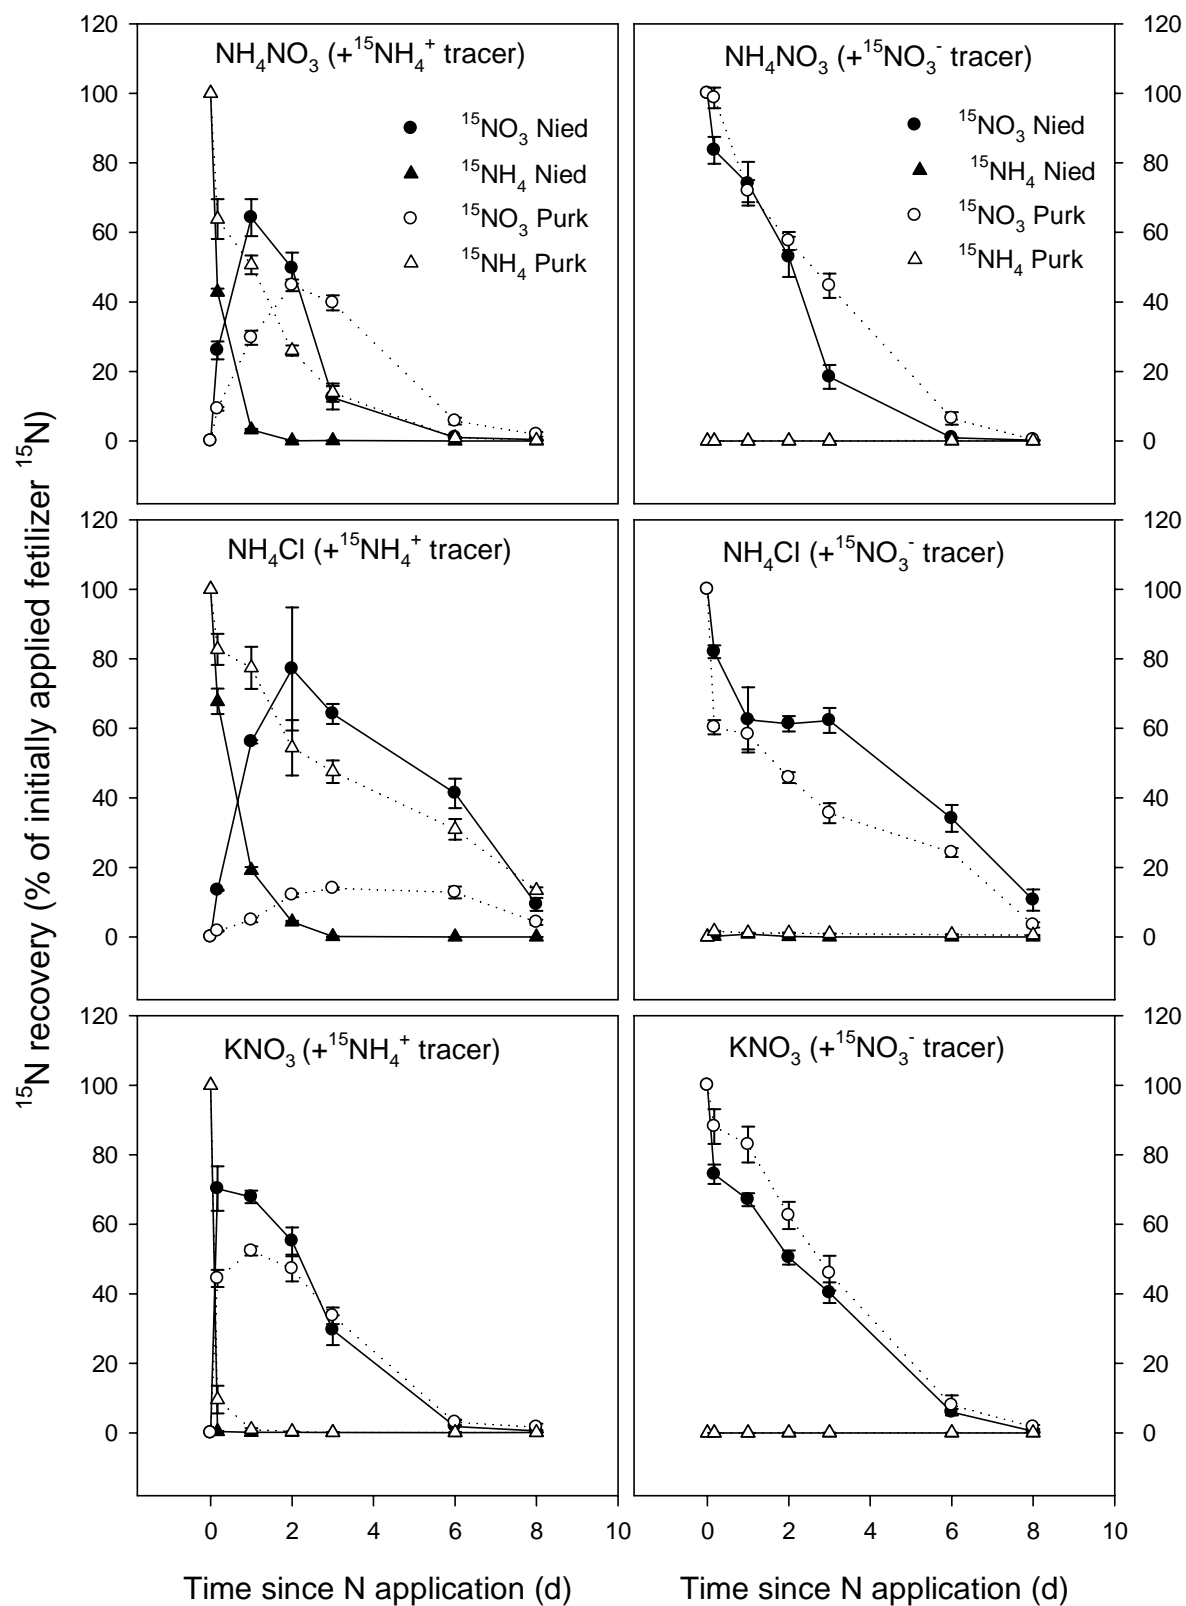 ¹⁵N recovery (% of initially applied fetilizer ¹⁵N)
NH₄NO₃ (+¹⁵NH₄⁺ tracer)
120
100
80
60
40
20
0
¹⁵NO₃ Nied
¹⁵NH₄ Nied
¹⁵NO₃ Purk
¹⁵NH₄ Purk
NH₄NO₃ (+¹⁵NO₃⁻ tracer)
¹⁵NO₃ Nied
¹⁵NH₄ Nied
¹⁵NO₃ Purk
¹⁵NH₄ Purk
120
100
80
60
40
20
0
NH₄Cl (+¹⁵NH₄⁺ tracer)
120
100
80
60
40
20
0
NH₄Cl (+¹⁵NO₃⁻ tracer)
120
100
80
60
40
20
0
KNO₃ (+¹⁵NH₄⁺ tracer)
120
100
80
60
40
20
0
KNO₃ (+¹⁵NO₃⁻ tracer)
120
100
80
60
40
20
0
0 2 4 6 8 10
0 2 4 6 8 10
Time since N application (d)
Time since N application (d)